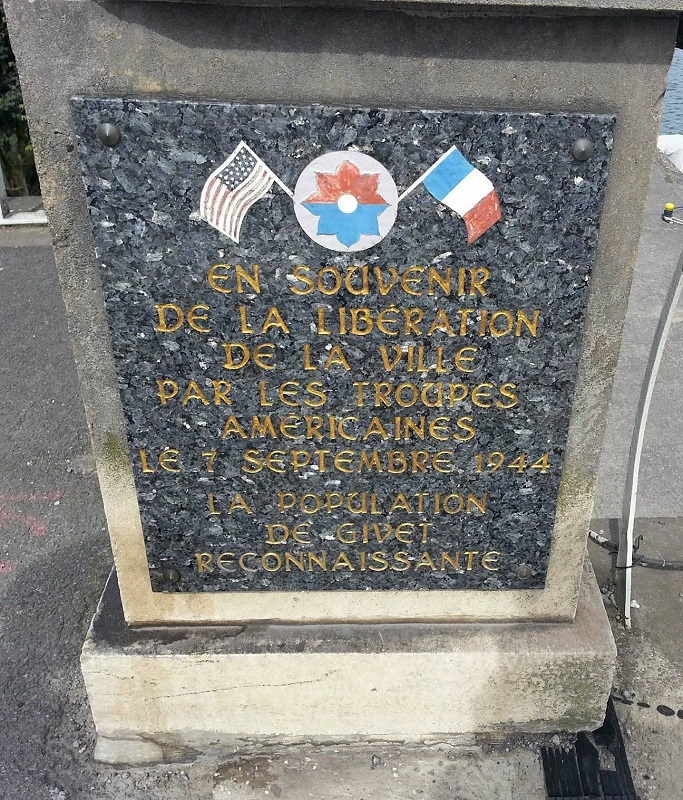 EN SOUVENIR
DE LA LIBÉRATION
DE LA VILLE
PAR LES TROUPES
AMÉRICAINES
LE 7 SEPTEMBRE 1944
LA POPULATION
DE GIVET
RECONNAISSANTE